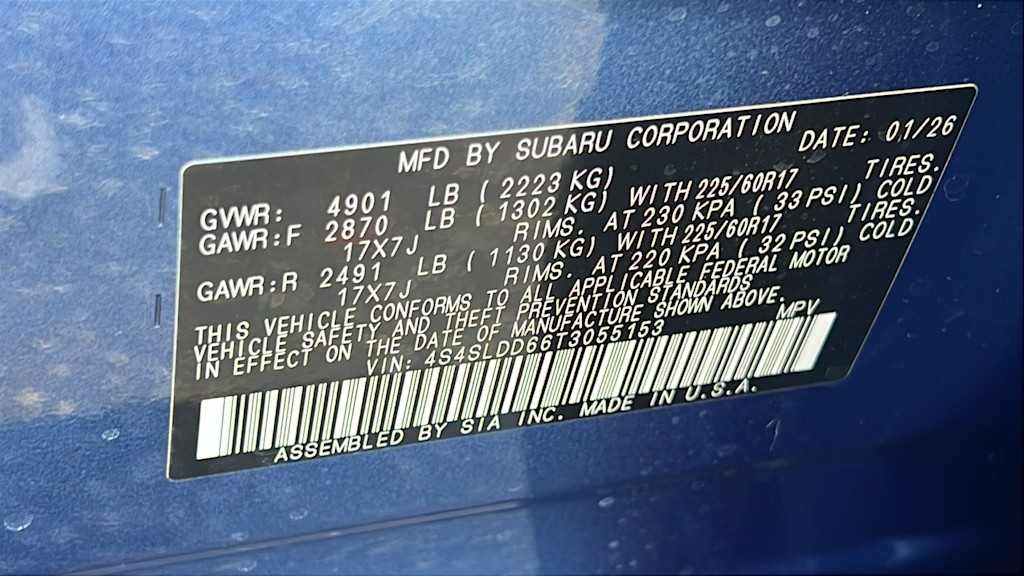 MFD BY SUBARU CORPORATION DATE: 01/26
GVWR: 4901 LB ( 2223 KG)
GAWR:F 2870 LB ( 1302 KG) WITH 225/60R17 TIRES.
17X7J RIMS. AT 230 KPA ( 33 PSI) COLD
GAWR:R 2491 LB ( 1130 KG) WITH 225/60R17 TIRES.
17X7J RIMS. AT 220 KPA ( 32 PSI) COLD
THIS VEHICLE CONFORMS TO ALL APPLICABLE FEDERAL MOTOR
VEHICLE SAFETY AND THEFT PREVENTION STANDARDS
IN EFFECT ON THE DATE OF MANUFACTURE SHOWN ABOVE.
VIN: 4S4SLDD66T3055153 MPV
ASSEMBLED BY SIA INC. MADE IN U.S.A.